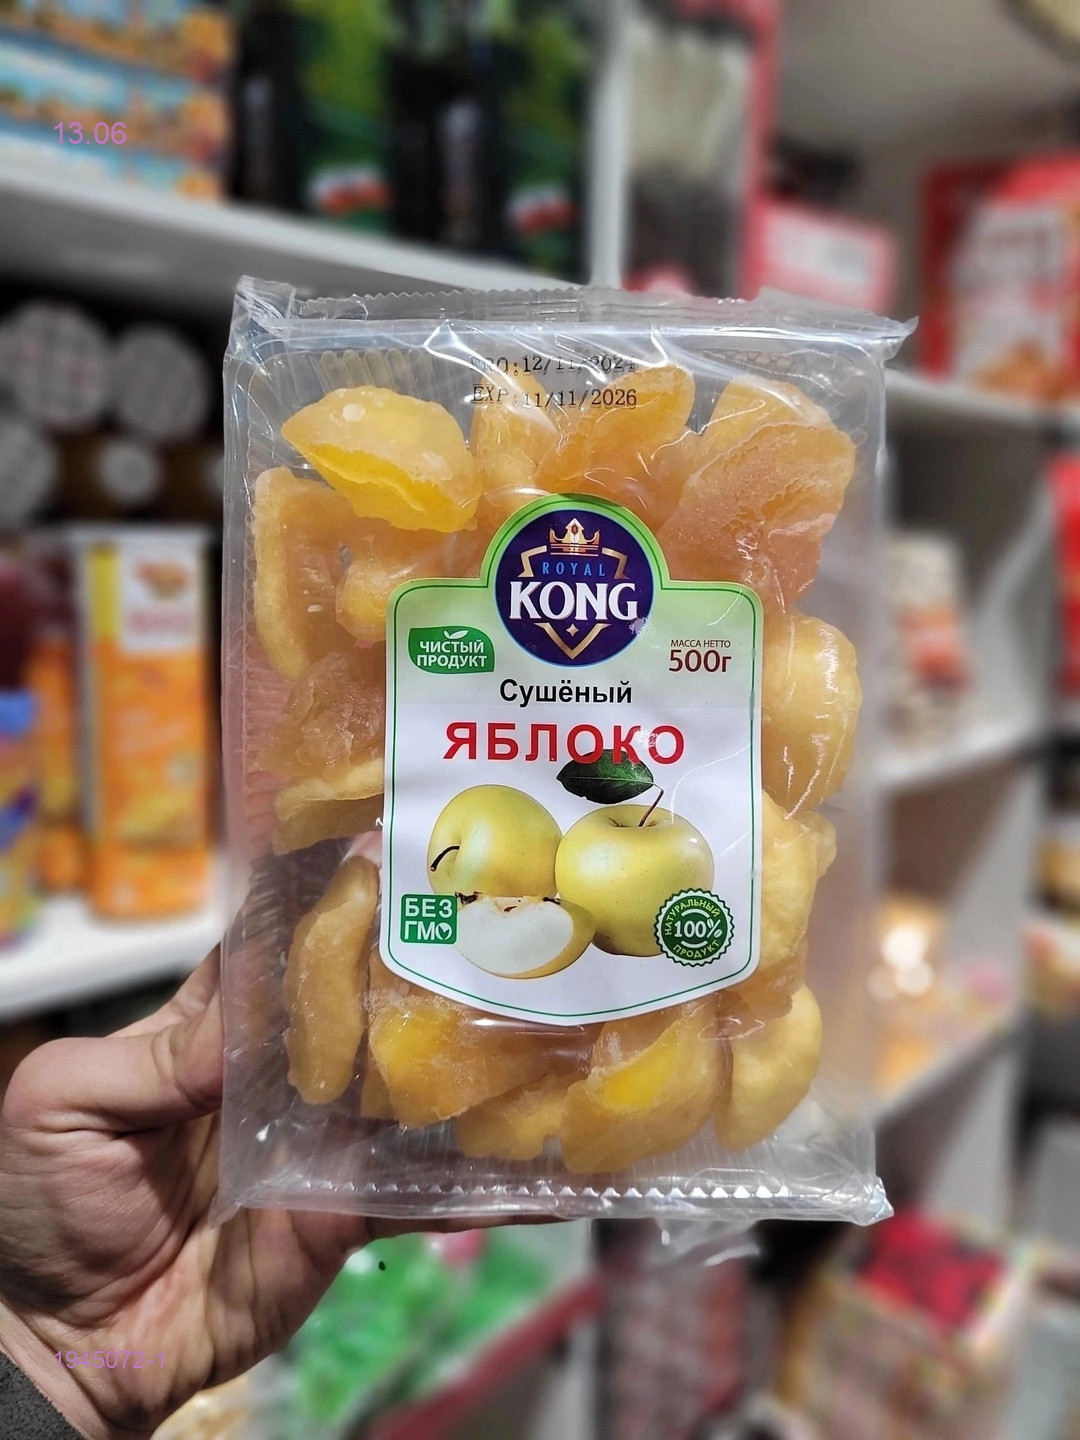 13.06
PRO:12/11/2024
EXP:11/11/2026
ROYAL
KONG
ЧИСТЫЙ
ПРОДУКТ
МАССА НЕТТО
500г
Сушёный
ЯБЛОКО
БЕЗ
ГМО
НАТУРАЛЬНЫЙ
100%
ПРОДУКТ
1945072-1